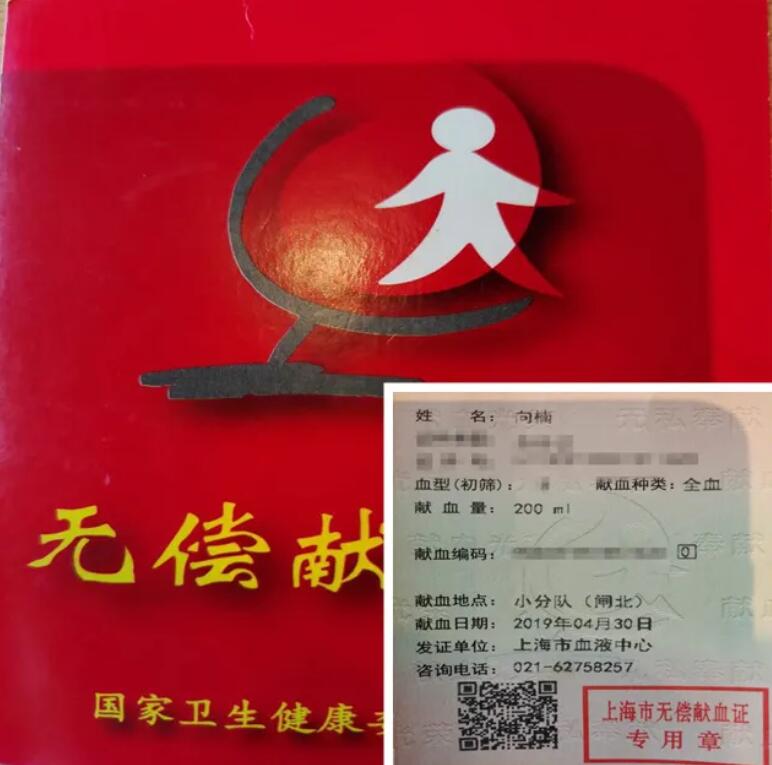 无偿献
国家卫生健康
姓 名：向楠
血型(初筛)：
献血种类：全血
献血量：200 ml
献血编码：
献血地点：小分队（闸北）
献血日期：2019年04月30日
发证单位：上海市血液中心
咨询电话：021-62758257
上海市无偿献血证
专用章